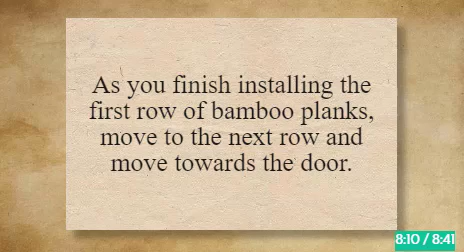 As you finish installing the
first row of bamboo planks,
move to the next row and
move towards the door.
8:10 / 8:41